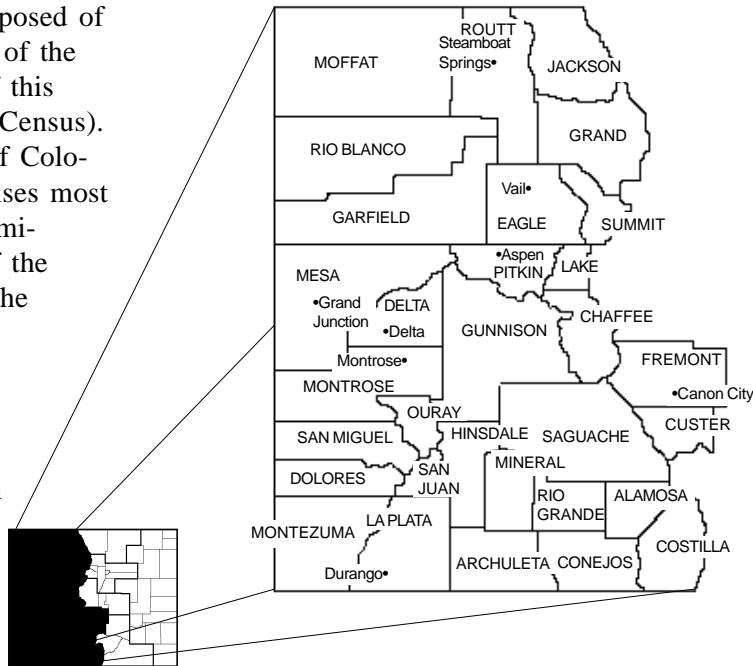 posed of
of the
this
Census).
f Colo-
ises most
mi-
f the
he
ROUTT
Steamboat
Springs•
MOFFAT
JACKSON
GRAND
RIO BLANCO
Vail•
GARFIELD
EAGLE
SUMMIT
•Aspen
PITKIN
LAKE
MESA
•Grand
Junction
DELTA
•Delta
GUNNISON
CHAFFEE
Montrose•
FREMONT
MONTROSE
•Canon City
OURAY
CUSTER
SAN MIGUEL
HINSDALE
SAGUACHE
MINERAL
DOLORES
SAN
JUAN
RIO
GRANDE
ALAMOSA
MONTEZUMA
LA PLATA
COSTILLA
ARCHULETA
CONEJOS
Durango•